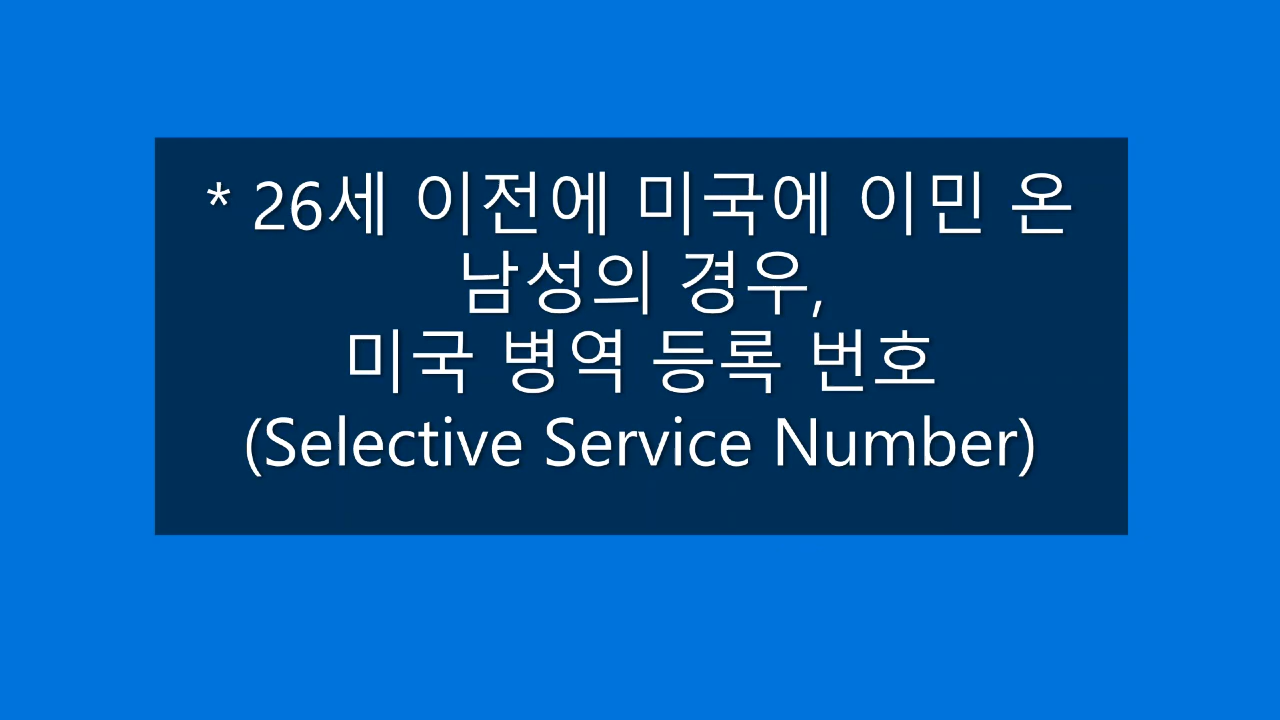 * 26세 이전에 미국에 이민 온
남성의 경우,
미국 병역 등록 번호
(Selective Service Number)